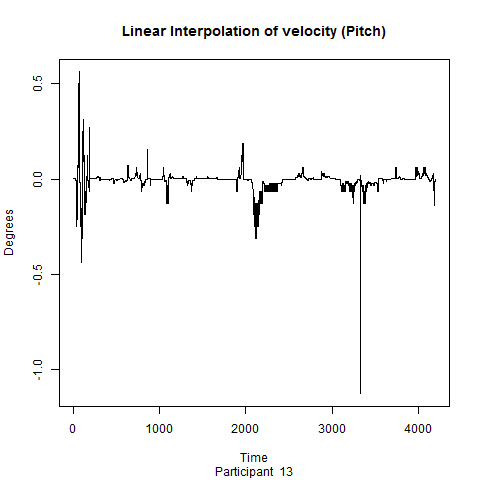 Linear Interpolation of velocity (Pitch)
Degrees
0.5
0.0
-0.5
-1.0
0 1000 2000 3000 4000
Time
Participant 13